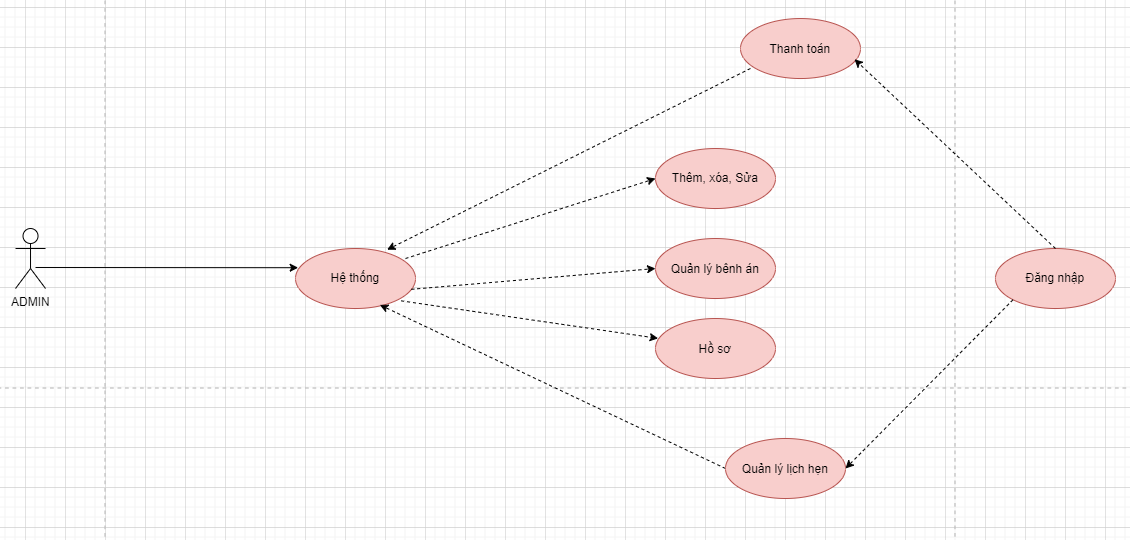 Thanh toán
Thêm, xóa, Sửa
Quản lý bênh án
Hệ thống
Đăng nhập
ADMIN
Hồ sơ
Quản lý lịch hẹn